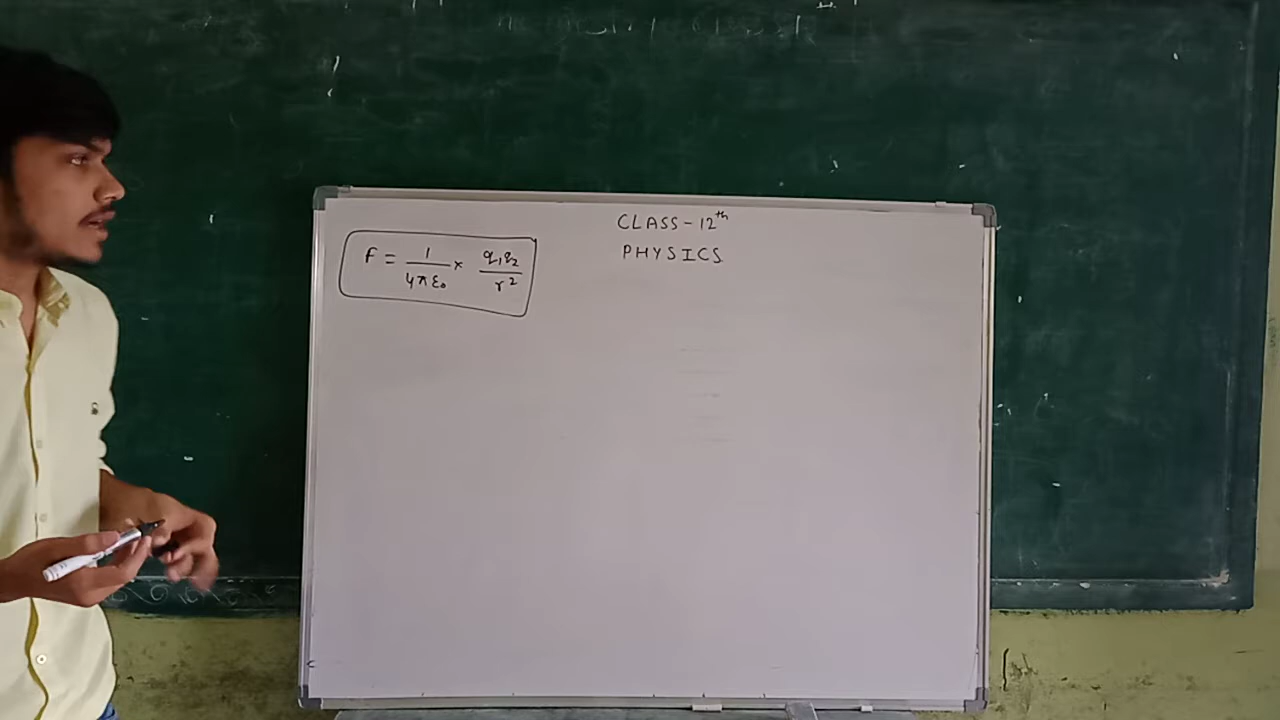 CLASS - 12th
PHYSICS
F = 1/4πε₀ × q₁q₂/r²